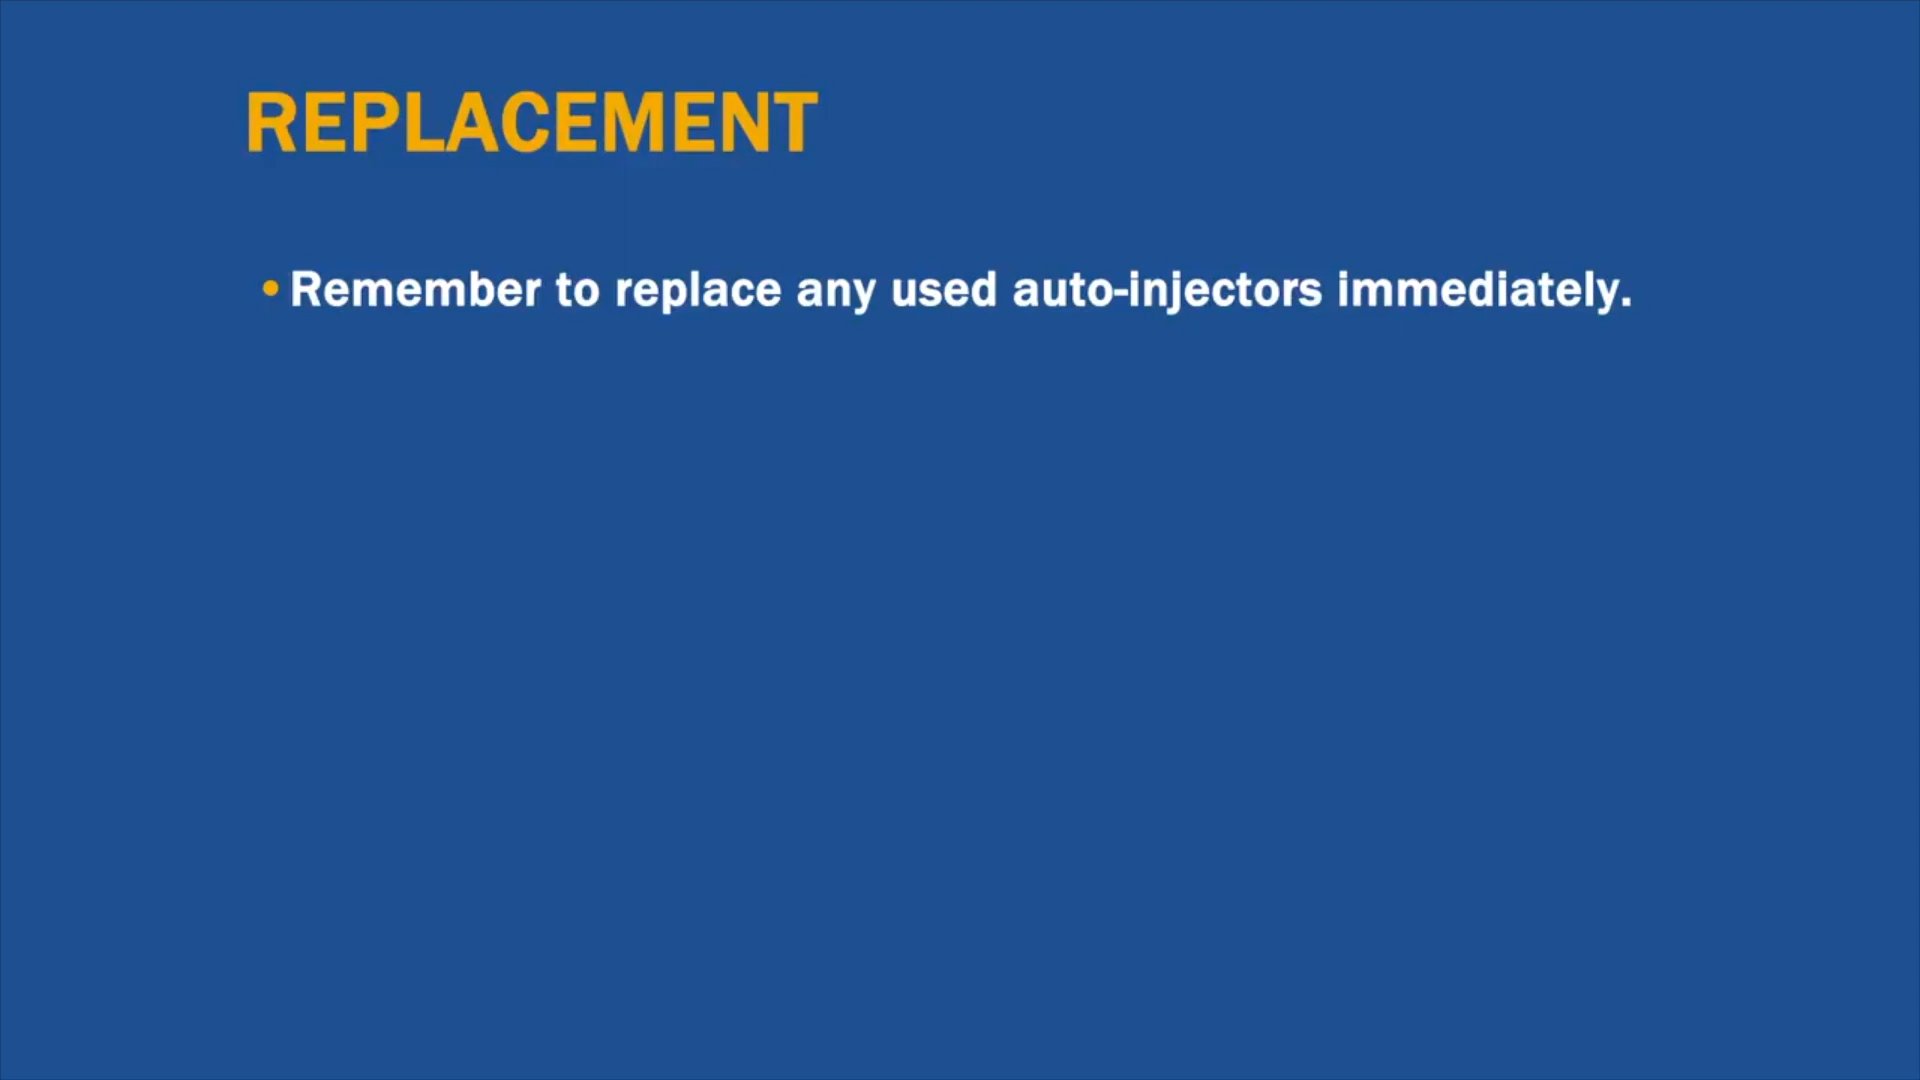 REPLACEMENT
• Remember to replace any used auto-injectors immediately.